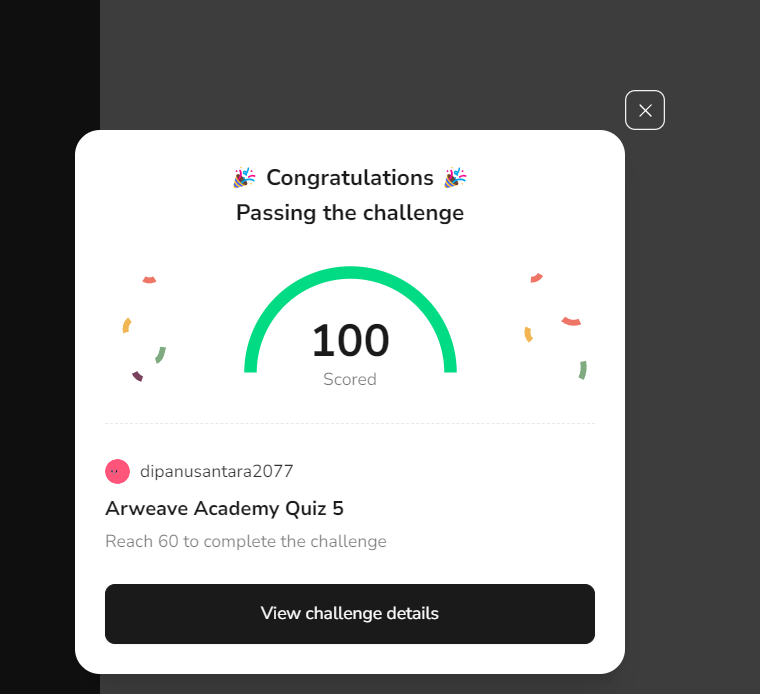 🎉 Congratulations 🎉
Passing the challenge
100
Scored
dipanusantara2077
Arweave Academy Quiz 5
Reach 60 to complete the challenge
View challenge details